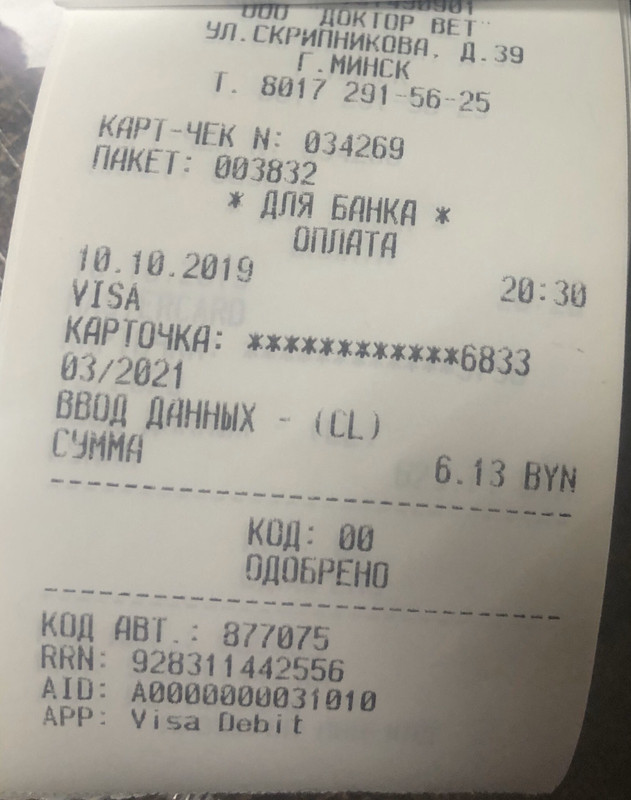 ООО "ДОКТОР ВЕТ"
УЛ.СКРИПНИКОВА, Д.39
Г.МИНСК
Т. 8017 291-56-25
КАРТ-ЧЕК N: 034269
ПАКЕТ: 003832
* ДЛЯ БАНКА *
ОПЛАТА
10.10.2019 20:30
VISA
КАРТОЧКА: ************6833
03/2021
ВВОД ДАННЫХ - (CL)
СУММА 6.13 BYN
КОД: 00
ОДОБРЕНО
КОД АВТ.: 877075
RRN: 928311442556
AID: A0000000031010
APP: Visa Debit